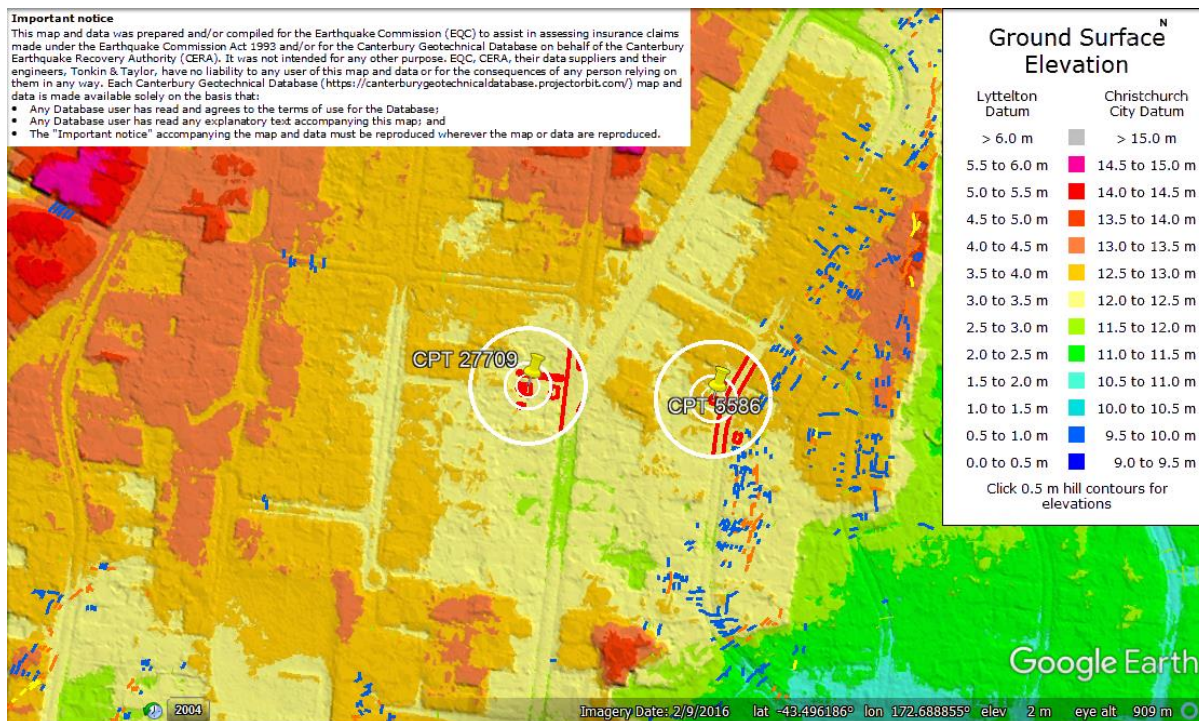 Important notice
This map and data was prepared and/or compiled for the Earthquake Commission (EQC) to assist in assessing insurance claims
made under the Earthquake Commission Act 1993 and/or for the Canterbury Geotechnical Database on behalf of the Canterbury
Earthquake Recovery Authority (CERA). It was not intended for any other purpose. EQC, CERA, their data suppliers and their
engineers, Tonkin & Taylor, have no liability to any user of this map and data or for the consequences of any person relying on
them in any way. Each Canterbury Geotechnical Database (https://canterburygeotechnicaldatabase.projectorbit.com/) map and
data is made available solely on the basis that:
• Any Database user has read and agrees to the terms of use for the Database;
• Any Database user has read any explanatory text accompanying this map; and
• The "Important notice" accompanying the map and data must be reproduced wherever the map or data are reproduced.
N
Ground Surface
Elevation
Lyttelton Christchurch
Datum City Datum
> 6.0 m > 15.0 m
5.5 to 6.0 m 14.5 to 15.0 m
5.0 to 5.5 m 14.0 to 14.5 m
4.5 to 5.0 m 13.5 to 14.0 m
4.0 to 4.5 m 13.0 to 13.5 m
3.5 to 4.0 m 12.5 to 13.0 m
3.0 to 3.5 m 12.0 to 12.5 m
2.5 to 3.0 m 11.5 to 12.0 m
2.0 to 2.5 m 11.0 to 11.5 m
1.5 to 2.0 m 10.5 to 11.0 m
1.0 to 1.5 m 10.0 to 10.5 m
0.5 to 1.0 m 9.5 to 10.0 m
0.0 to 0.5 m 9.0 to 9.5 m
Click 0.5 m hill contours for
elevations
CPT 27709
CPT 5586
Google Earth
2004
Imagery Date: 2/9/2016 lat -43.496186° lon 172.688855° elev 2 m eye alt 909 m